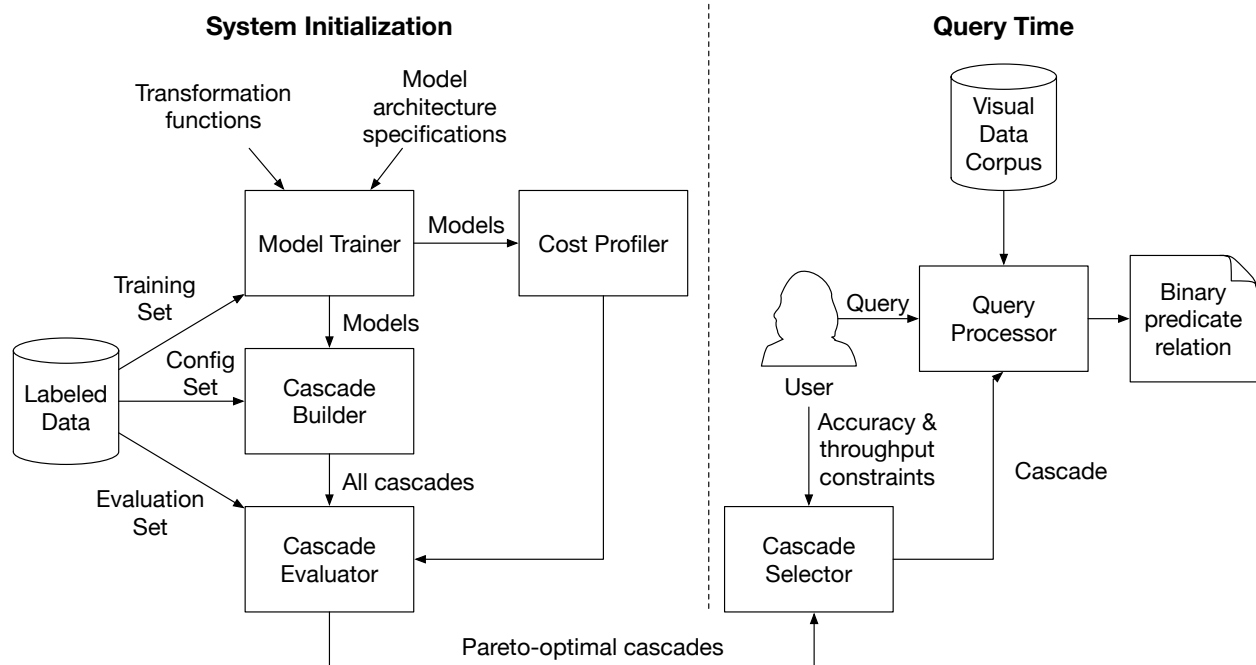 System Initialization
Query Time
Transformation
functions
Model
architecture
specifications
Visual
Data
Corpus
Model Trainer
Models
Cost Profiler
Training
Set
Models
Query
Query
Processor
Binary
predicate
relation
Labeled
Data
Config
Set
Cascade
Builder
User
Accuracy &
throughput
constraints
Cascade
All cascades
Evaluation
Set
Cascade
Evaluator
Cascade
Selector
Pareto-optimal cascades